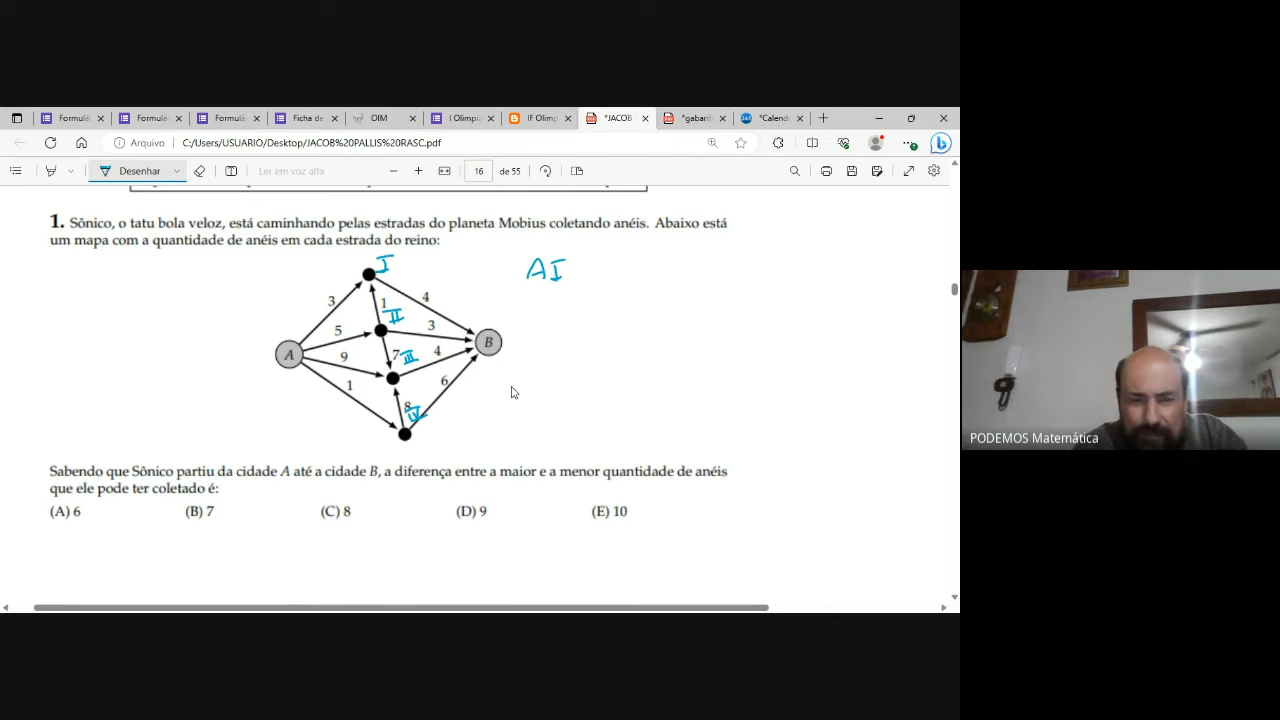 Formulá
Formulá
Formulá
Ficha de
OIM
I Olímpic
IF Olimp
*JACOB
*gabarit
*Calend
Arquivo C:/Users/USUARIO/Desktop/JACOB%20PALLIS%20RASC.pdf
Desenhar
Ler em voz alta
16 de 55
1. Sônico, o tatu bola veloz, está caminhando pelas estradas do planeta Mobius coletando anéis. Abaixo está
um mapa com a quantidade de anéis em cada estrada do reino:
I
AI
3
1
4
II
5
3
A
9
7
III
4
B
1
6
8
IV
Sabendo que Sônico partiu da cidade A até a cidade B, a diferença entre a maior e a menor quantidade de anéis
que ele pode ter coletado é:
(A) 6 (B) 7 (C) 8 (D) 9 (E) 10
PODEMOS Matemática